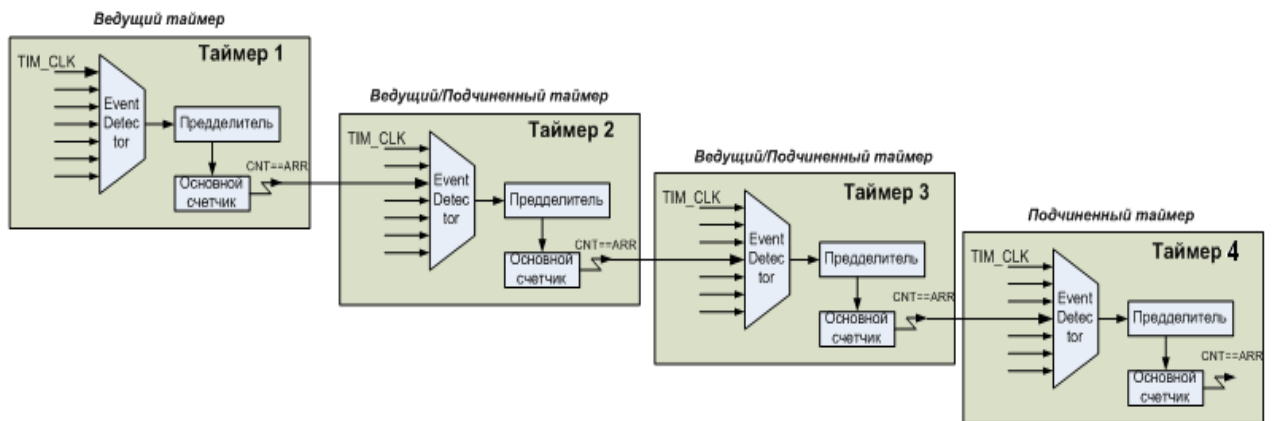 Ведущий таймер
Таймер 1
TIM_CLK
Event
Detec
tor
Предделитель
CNT==ARR
Основной
счетчик
Ведущий/Подчиненный таймер
Таймер 2
TIM_CLK
Event
Detec
tor
Предделитель
CNT==ARR
Основной
счетчик
Ведущий/Подчиненный таймер
Таймер 3
TIM_CLK
Event
Detec
tor
Предделитель
CNT==ARR
Основной
счетчик
Подчиненный таймер
Таймер 4
TIM_CLK
Event
Detec
tor
Предделитель
CNT==ARR
Основной
счетчик